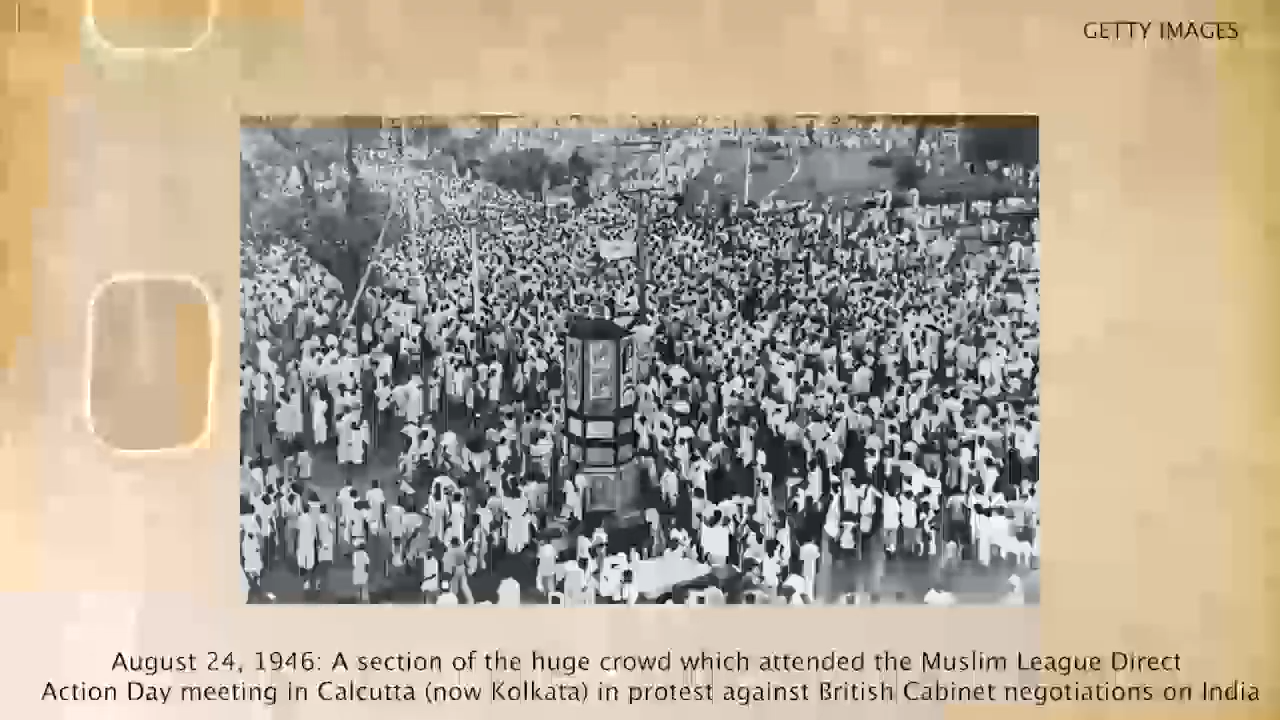 GETTY IMAGES
August 24, 1946: A section of the huge crowd which attended the Muslim League Direct
Action Day meeting in Calcutta (now Kolkata) in protest against British Cabinet negotiations on India